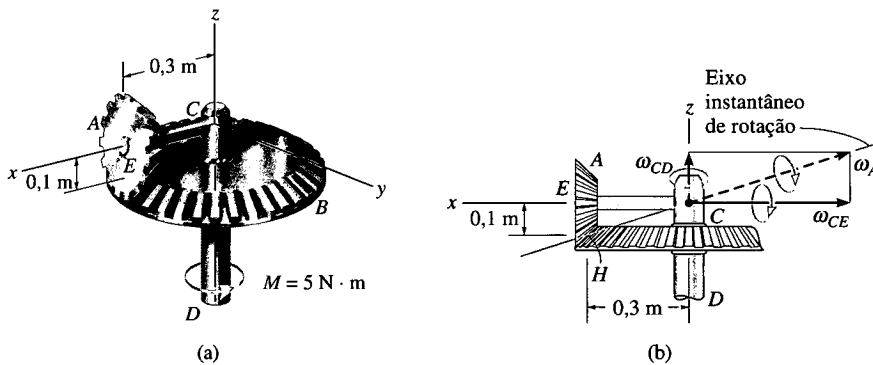 z
0,3 m
C
A
E
x
0,1 m
y
B
M = 5 N · m
D
(a)
Eixo
instantâneo
de rotação
z
A
ω_CD
ω_A
E
x
C
0,1 m
ω_CE
H
0,3 m
D
(b)